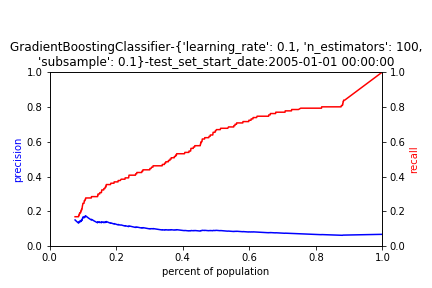 GradientBoostingClassifier-{'learning_rate': 0.1, 'n_estimators': 100,
'subsample': 0.1}-test_set_start_date:2005-01-01 00:00:00
1.0
0.8
0.6
0.4
0.2
0.0
precision
1.0
0.8
0.6
0.4
0.2
0.0
recall
0.0 0.2 0.4 0.6 0.8 1.0
percent of population